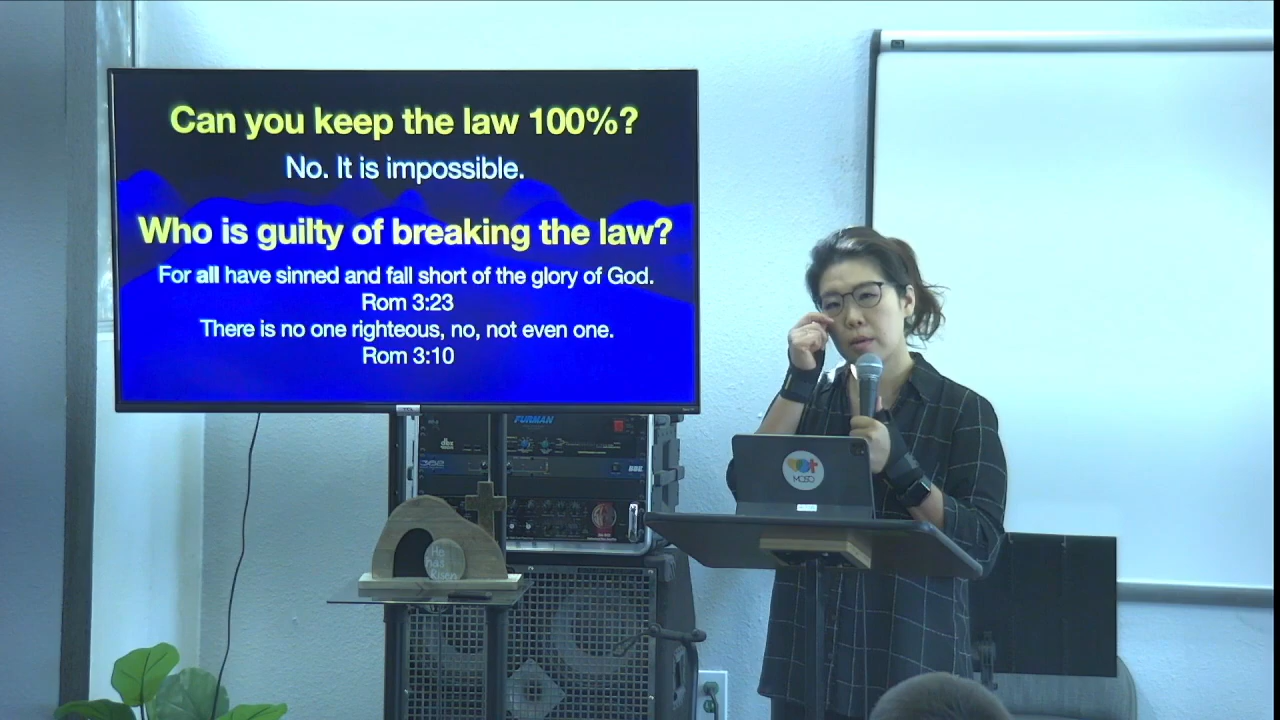 Can you keep the law 100%?
No. It is impossible.
Who is guilty of breaking the law?
For all have sinned and fall short of the glory of God.
Rom 3:23
There is no one righteous, no, not even one.
Rom 3:10
FURMAN
dbx
He
has
Risen
MOSAI